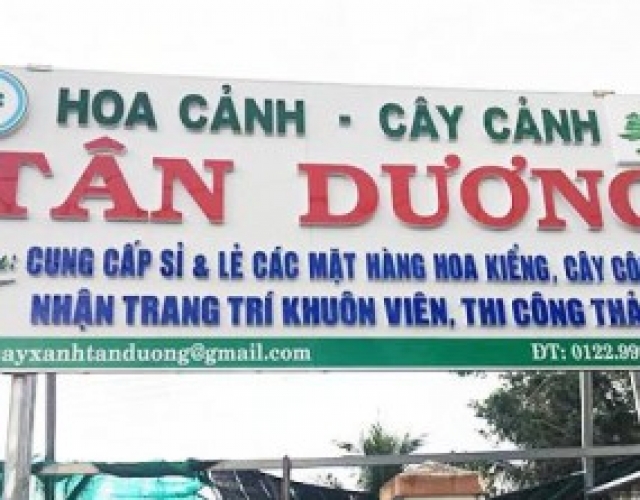 HOA CẢNH - CÂY CẢNH
TÂN DƯƠNG
CUNG CẤP SỈ & LẺ CÁC MẶT HÀNG HOA KIỂNG, CÂY
NHẬN TRANG TRÍ KHUÔN VIÊN, THI CÔNG
ayxanhtanduong@gmail.com ĐT: 0122.99